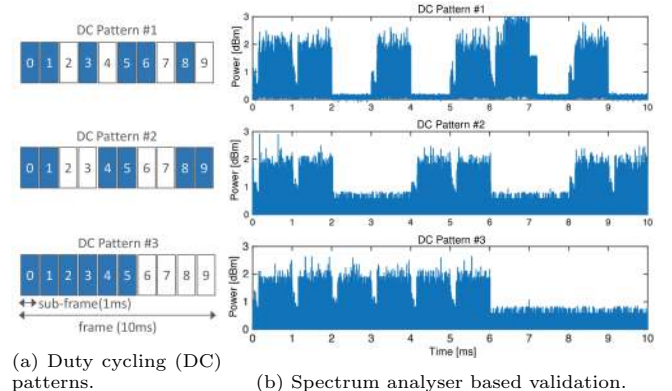 DC Pattern #1
0 1 2 3 4 5 6 7 8 9
DC Pattern #2
0 1 2 3 4 5 6 7 8 9
DC Pattern #3
0 1 2 3 4 5 6 7 8 9
sub-frame(1ms)
frame (10ms)
(a) Duty cycling (DC)
patterns.
DC Pattern #1
Power [dBm]
3
2
1
0
0 1 2 3 4 5 6 7 8 9 10
DC Pattern #2
Power [dBm]
3
2
1
0
0 1 2 3 4 5 6 7 8 9 10
DC Pattern #3
Power [dBm]
3
2
1
0
0 1 2 3 4 5 6 7 8 9 10
Time [ms]
(b) Spectrum analyser based validation.